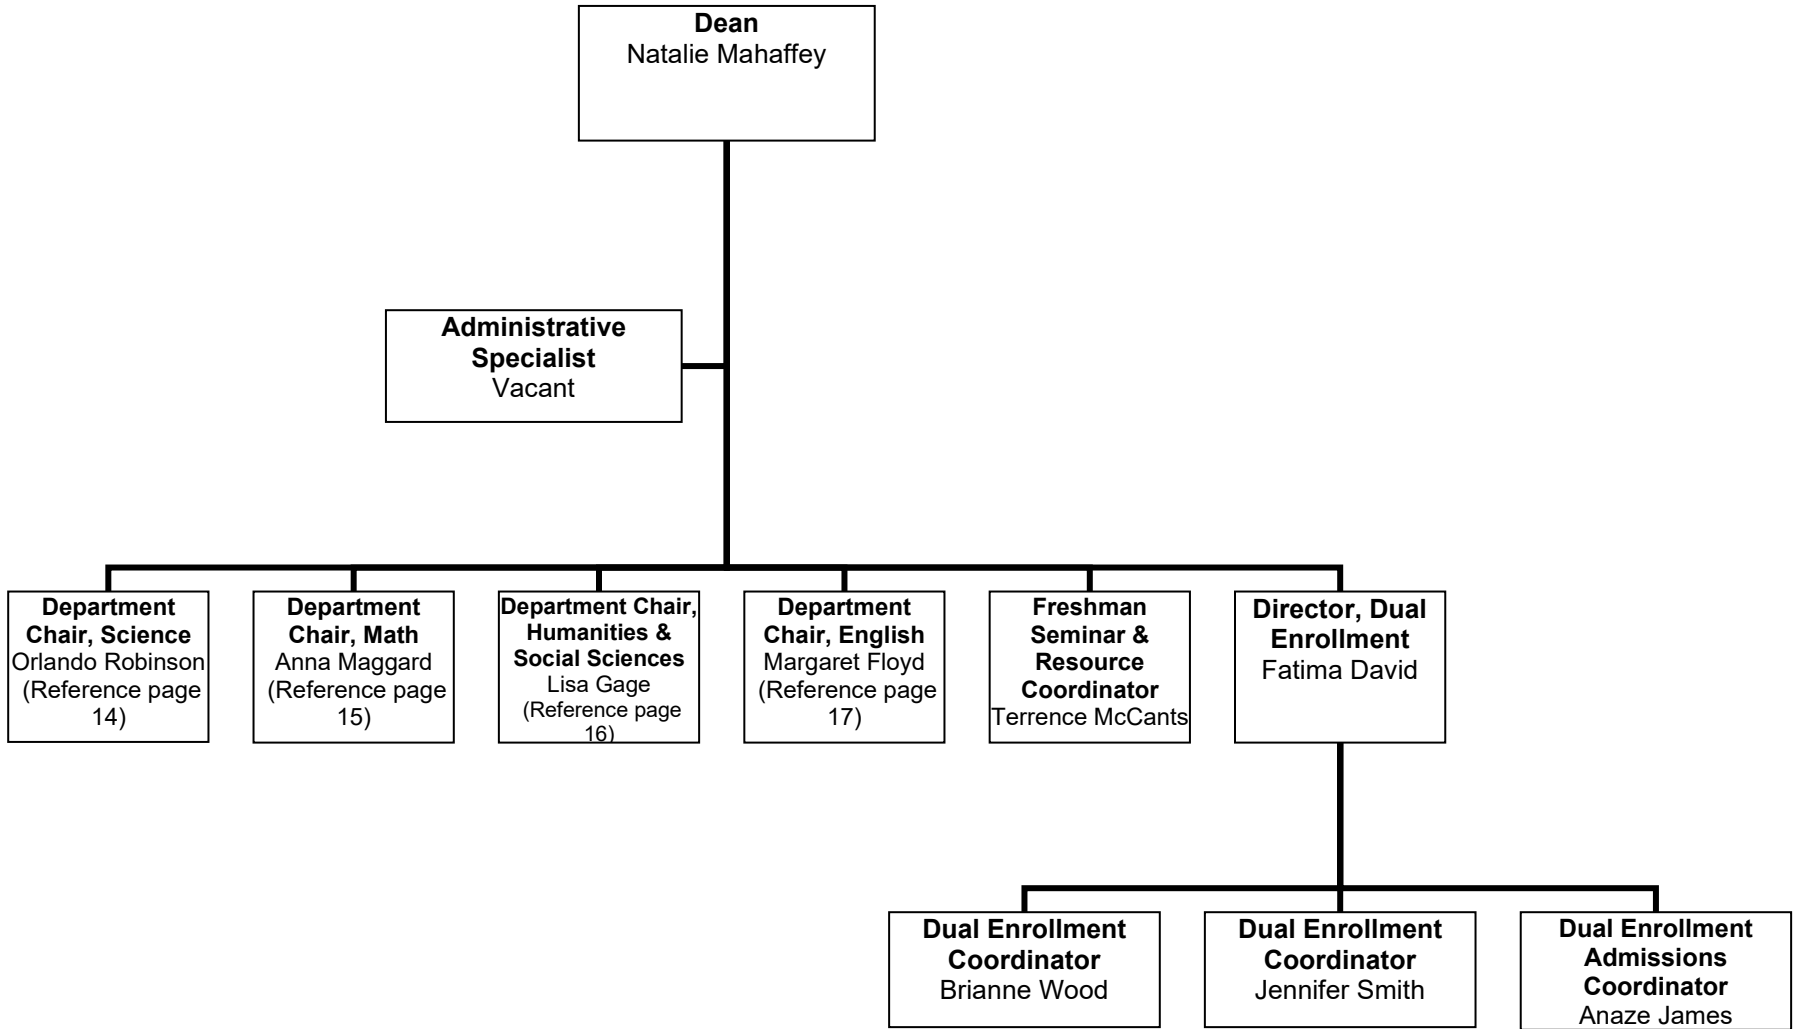 Dean
Natalie Mahaffey
Administrative
Specialist
Vacant
Department
Chair, Science
Orlando Robinson
(Reference page
14)
Department
Chair, Math
Anna Maggard
(Reference page
15)
Department Chair,
Humanities &
Social Sciences
Lisa Gage
(Reference page
16)
Department
Chair, English
Margaret Floyd
(Reference page
17)
Freshman
Seminar &
Resource
Coordinator
Terrence McCants
Director, Dual
Enrollment
Fatima David
Dual Enrollment
Coordinator
Brianne Wood
Dual Enrollment
Coordinator
Jennifer Smith
Dual Enrollment
Admissions
Coordinator
Anaze James